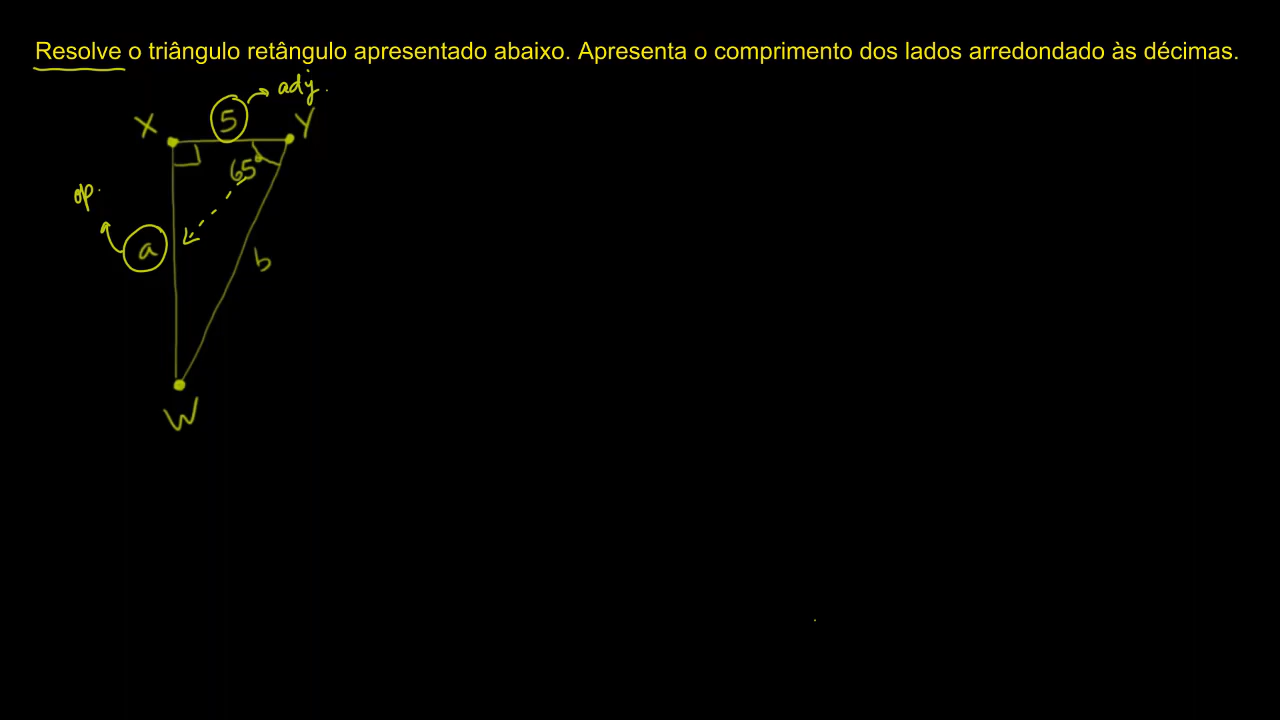 Resolve o triângulo retângulo apresentado abaixo. Apresenta o comprimento dos lados arredondado às décimas.
adj.
X 5 Y
65°
op.
a
b
W